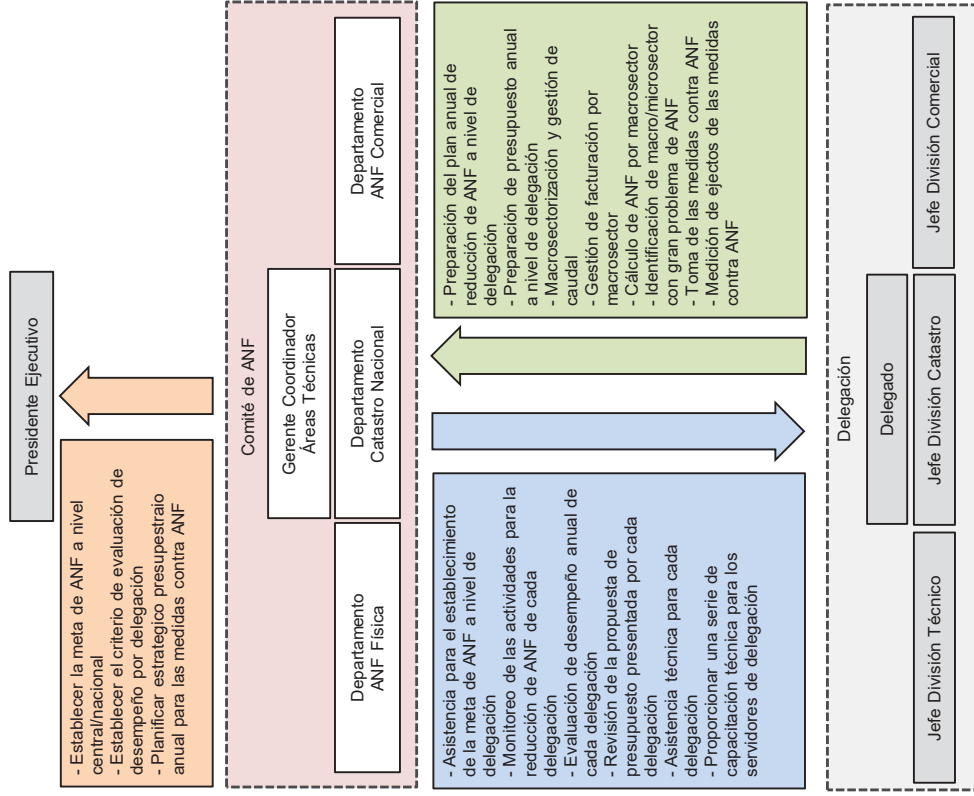 Presidente Ejecutivo
- Establecer la meta de ANF a nivel
central/nacional
- Establecer el criterio de evaluación de
desempeño por delegación
- Planificar estrategico presupestraio
anual para las medidas contra ANF
Comité de ANF
Gerente Coordinador
Áreas Técnicas
Departamento
ANF Física
Departamento
Catastro Nacional
Departamento
ANF Comercial
- Asistencia para el establecimiento
de la meta de ANF a nivel de
delegación
- Monitoreo de las actividades para la
reducción de ANF de cada
delegación
- Evaluación de desempeño anual de
cada delegación
- Revisión de la propuesta de
presupuesto presentada por cada
delegación
- Asistencia técnica para cada
delegación
- Proporcionar una serie de
capacitación técnica para los
servidores de delegación
- Preparación del plan anual de
reducción de ANF a nivel de
delegación
- Preparación de presupuesto anual
a nivel de delegación
- Macrosectorización y gestión de
caudal
- Gestión de facturación por
macrosector
- Cálculo de ANF por macrosector
- Identificación de macro/microsector
con gran problema de ANF
- Toma de las medidas contra ANF
- Medición de ejectos de las medidas
contra ANF
Delegación
Delegado
Jefe División Técnico
Jefe División Catastro
Jefe División Comercial